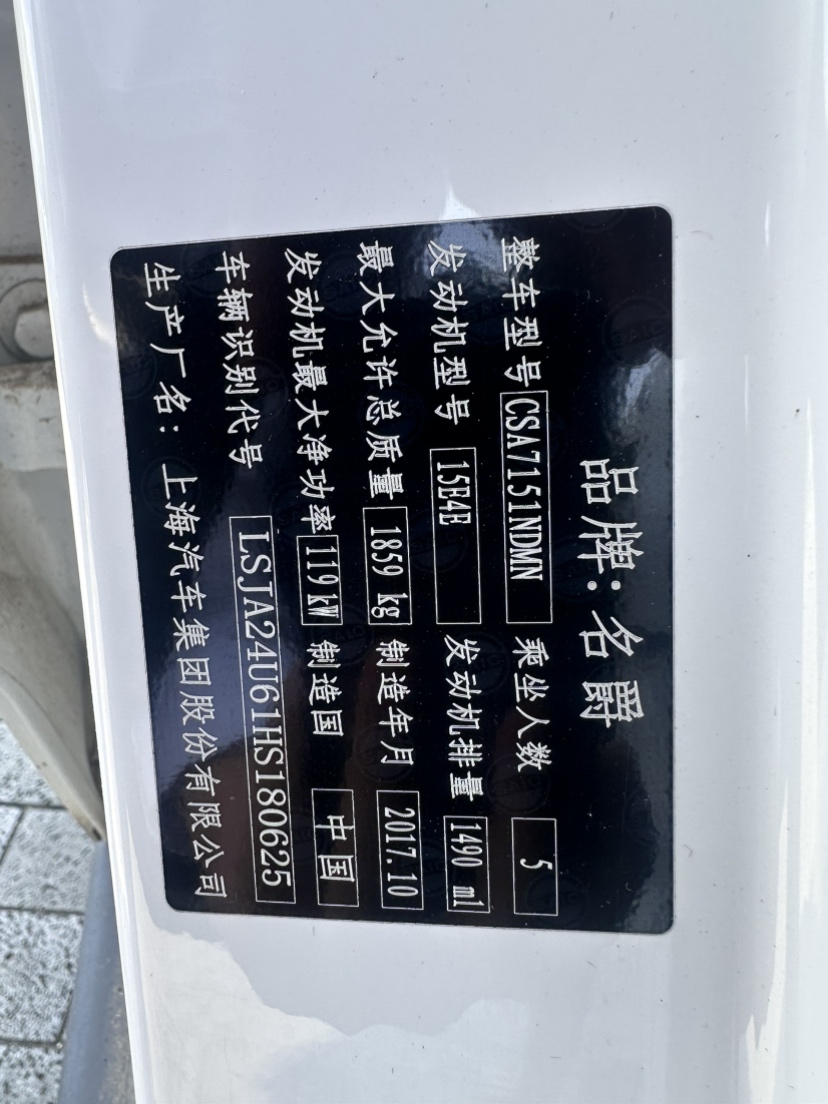 品牌：名爵
整车型号 CSA7151NDMN 乘坐人数 5
发动机型号 15E4E 发动机排量 1490 ml
最大允许总质量 1859 kg 制造年月 2017.10
发动机最大净功率 119 kW 制造国 中国
车辆识别代号 LSJA24U61HS180625
生产厂名：上海汽车集团股份有限公司